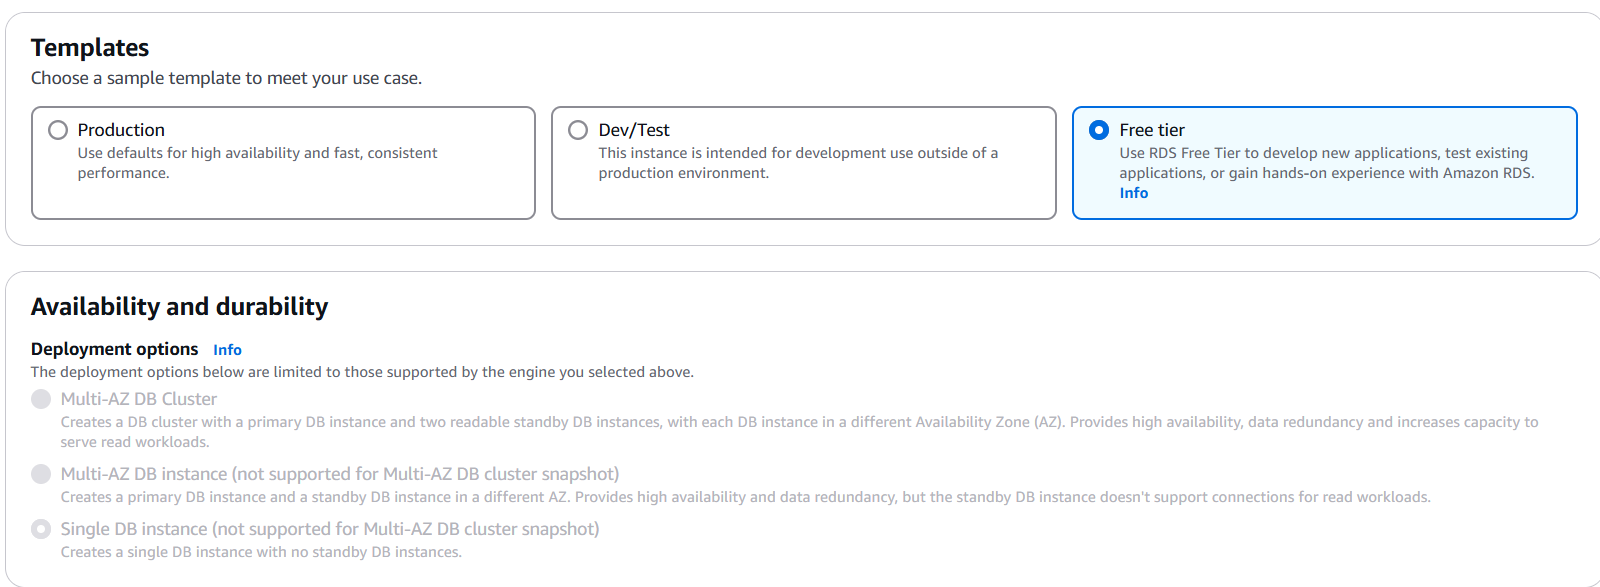 Templates
Choose a sample template to meet your use case.
Production
Use defaults for high availability and fast, consistent
performance.
Dev/Test
This instance is intended for development use outside of a
production environment.
Free tier
Use RDS Free Tier to develop new applications, test existing
applications, or gain hands-on experience with Amazon RDS.
Info
Availability and durability
Deployment options Info
The deployment options below are limited to those supported by the engine you selected above.
Multi-AZ DB Cluster
Creates a DB cluster with a primary DB instance and two readable standby DB instances, with each DB instance in a different Availability Zone (AZ). Provides high availability, data redundancy and increases capacity to
serve read workloads.
Multi-AZ DB instance (not supported for Multi-AZ DB cluster snapshot)
Creates a primary DB instance and a standby DB instance in a different AZ. Provides high availability and data redundancy, but the standby DB instance doesn't support connections for read workloads.
Single DB instance (not supported for Multi-AZ DB cluster snapshot)
Creates a single DB instance with no standby DB instances.